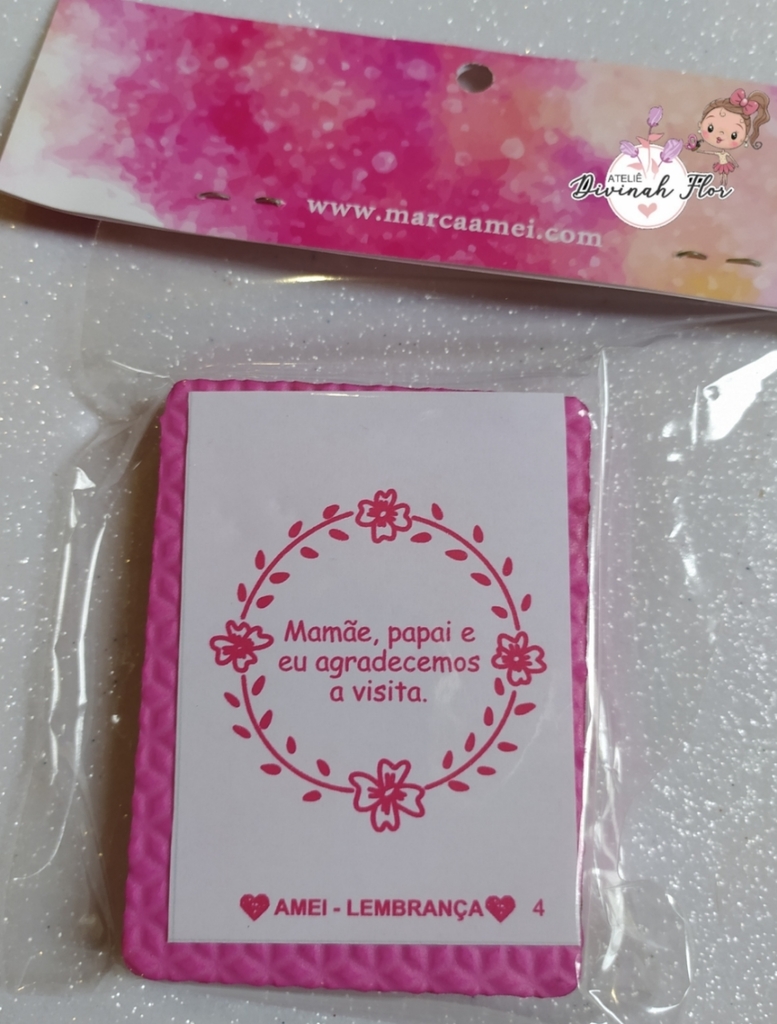 ATELIÊ
Divinah Flor
www.marcaamei.com
Mamãe, papai e
eu agradecemos
a visita.
AMEI - LEMBRANÇA 4